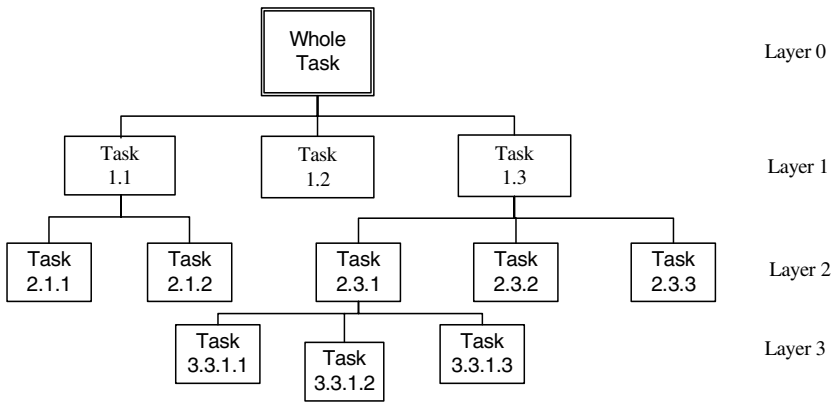 Whole
Task
Layer 0
Task
1.1
Task
1.2
Task
1.3
Layer 1
Task
2.1.1
Task
2.1.2
Task
2.3.1
Task
2.3.2
Task
2.3.3
Layer 2
Task
3.3.1.1
Task
3.3.1.2
Task
3.3.1.3
Layer 3